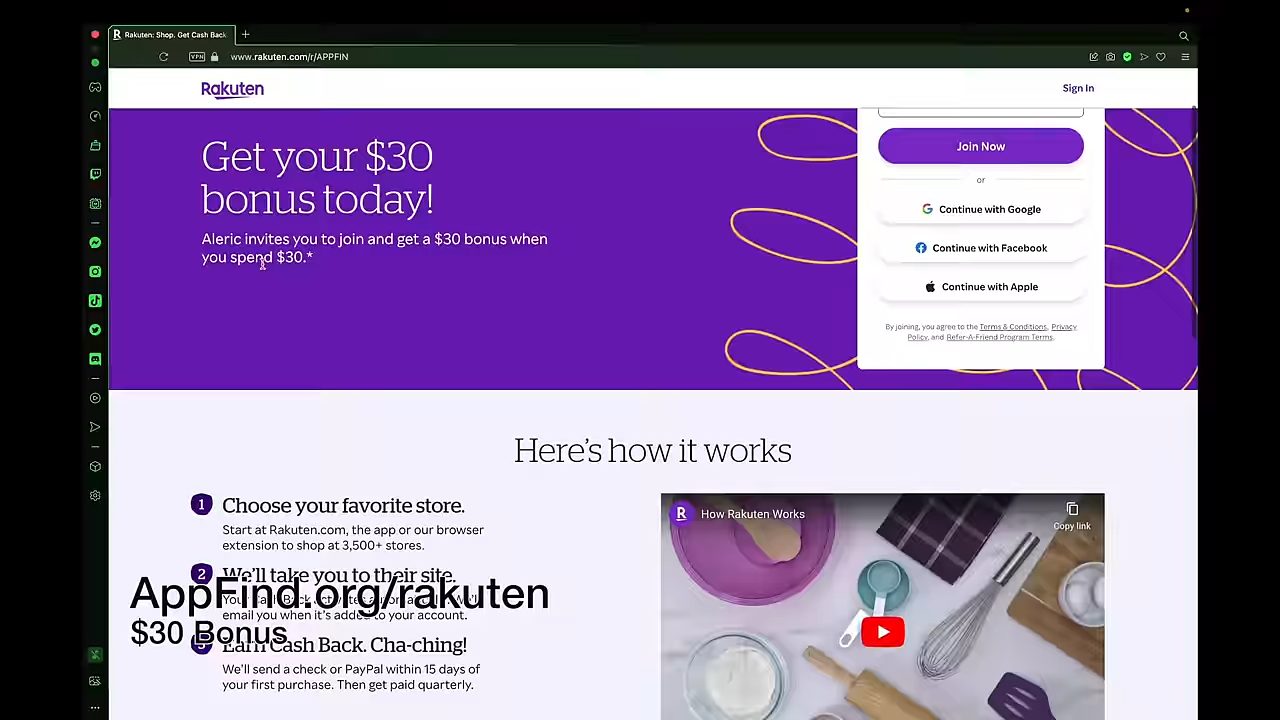 Rakuten: Shop. Get Cash Back
VPN
www.rakuten.com/r/APPFIN
Rakuten
Sign In
Get your $30
bonus today!
Aleric invites you to join and get a $30 bonus when
you spend $30.*
Join Now
or
Continue with Google
Continue with Facebook
Continue with Apple
By joining, you agree to the Terms & Conditions, Privacy
Policy, and Refer-A-Friend Program Terms.
Here's how it works
1 Choose your favorite store.
Start at Rakuten.com, the app or our browser
extension to shop at 3,500+ stores.
2 We'll take you to their site.
email you when it's added to your account.
AppFind.org/rakuten
$30 Bonus
3 Earn Cash Back. Cha-ching!
We'll send a check or PayPal within 15 days of
your first purchase. Then get paid quarterly.
R How Rakuten Works
Copy link